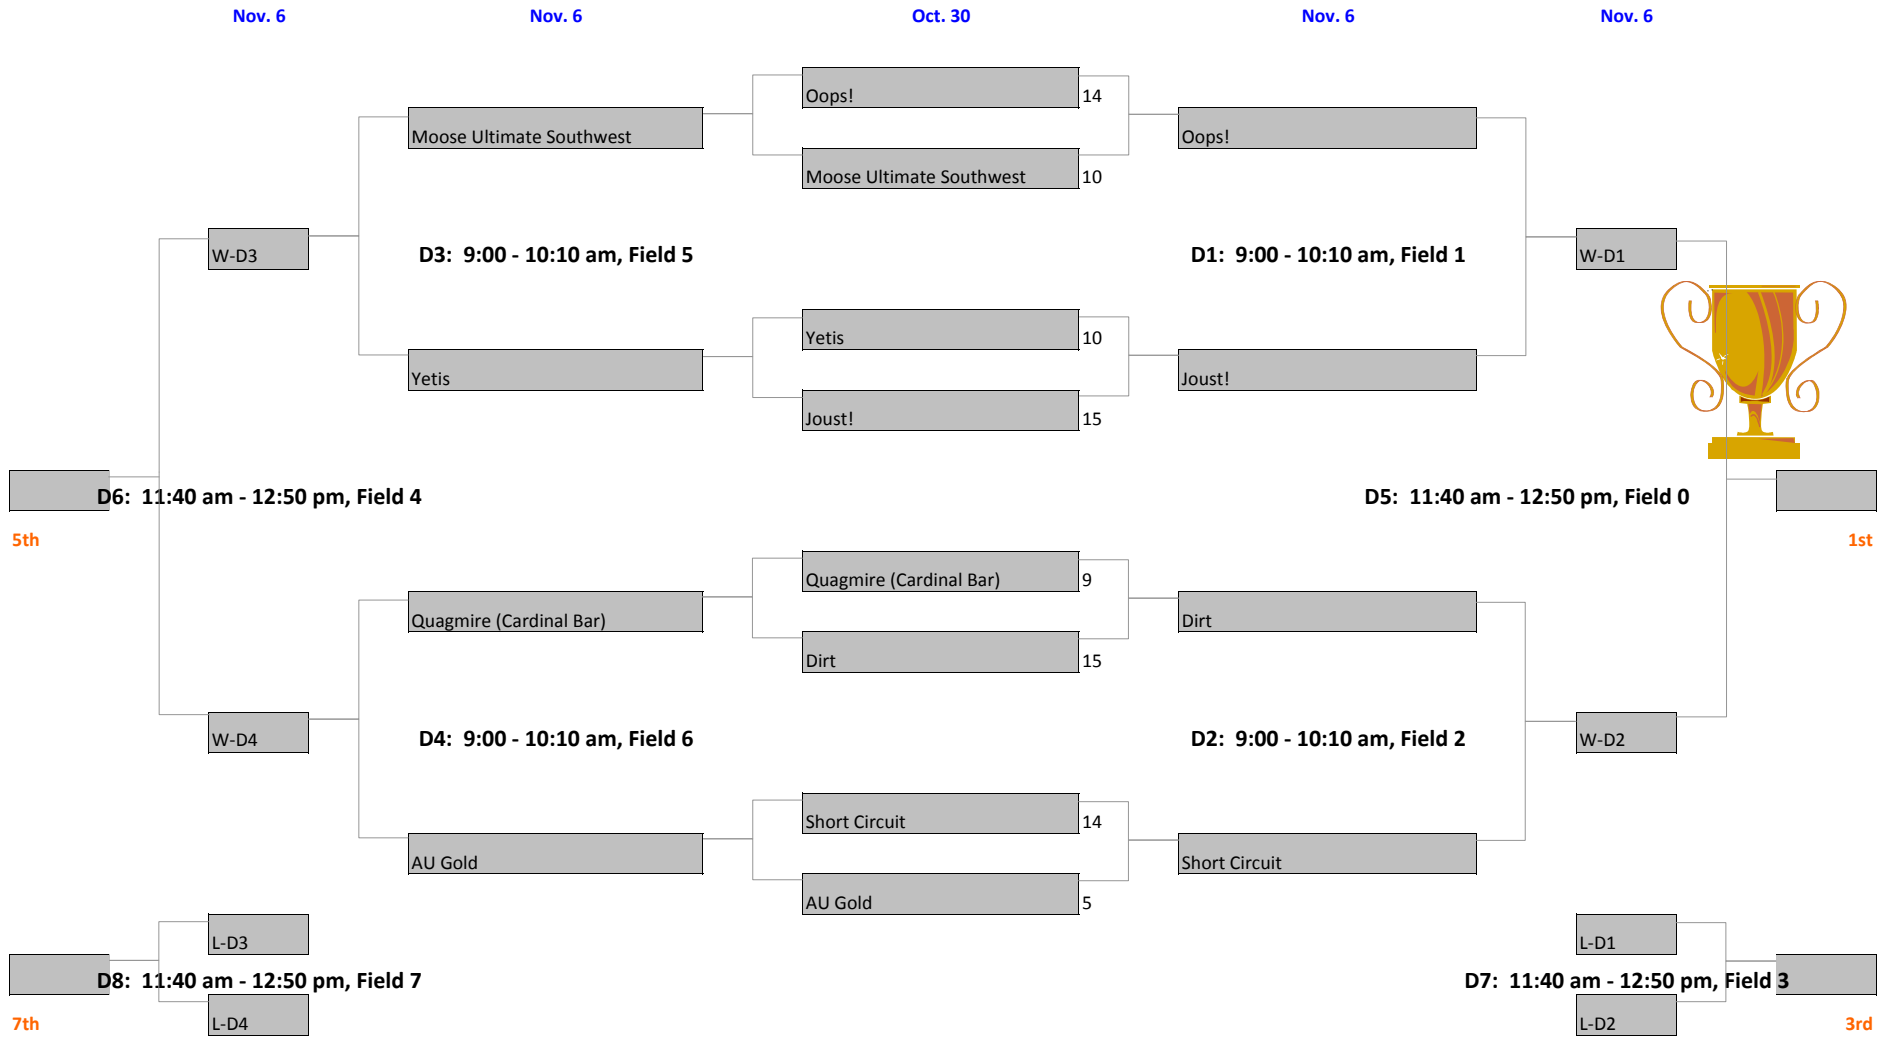 Nov. 6 Nov. 6 Oct. 30 Nov. 6 Nov. 6
Oops! 14
Moose Ultimate Southwest Oops!
Moose Ultimate Southwest 10
W-D3 D3: 9:00 - 10:10 am, Field 5 D1: 9:00 - 10:10 am, Field 1 W-D1
Yetis 10
Yetis Joust!
Joust! 15
D6: 11:40 am - 12:50 pm, Field 4 D5: 11:40 am - 12:50 pm, Field 0
5th 1st
Quagmire (Cardinal Bar) 9
Quagmire (Cardinal Bar) Dirt
Dirt 15
W-D4 D4: 9:00 - 10:10 am, Field 6 D2: 9:00 - 10:10 am, Field 2 W-D2
Short Circuit 14
AU Gold Short Circuit
AU Gold 5
L-D3 L-D1
D8: 11:40 am - 12:50 pm, Field 7 D7: 11:40 am - 12:50 pm, Field 3
7th L-D4 L-D2 3rd